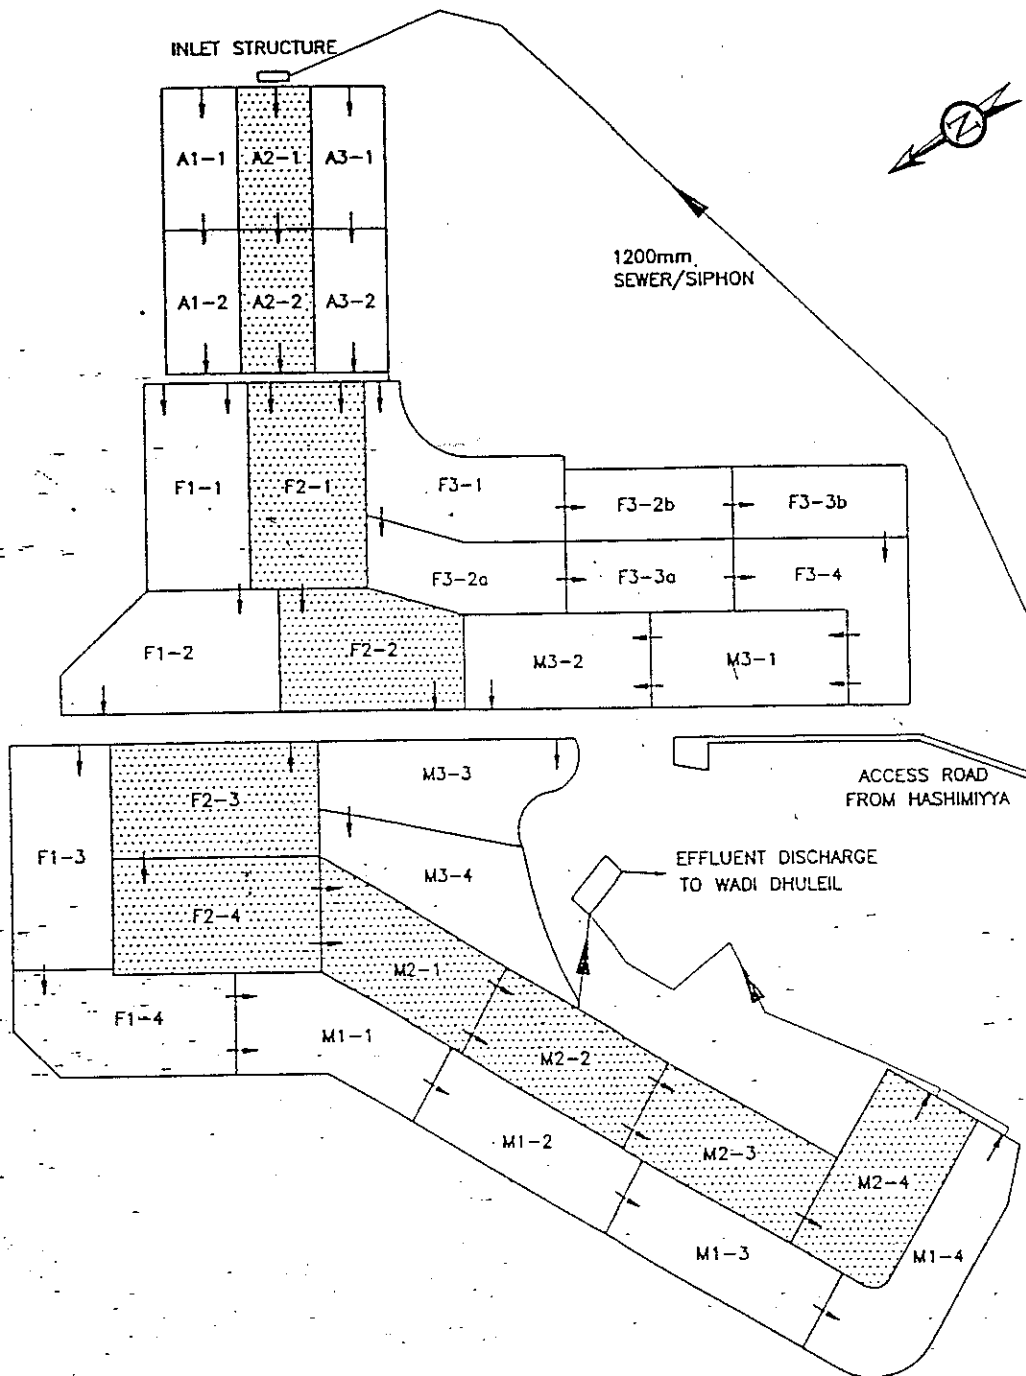 INLET STRUCTURE
N
A1-1
A2-1
A3-1
1200mm
SEWER/SIPHON
A1-2
A2-2
A3-2
F1-1
F2-1
F3-1
F3-2b
F3-3b
F3-2a
F3-3a
F3-4
F1-2
F2-2
M3-2
M3-1
M3-3
ACCESS ROAD
FROM HASHIMIYYA
F2-3
F1-3
M3-4
EFFLUENT DISCHARGE
TO WADI DHULEIL
F2-4
M2-1
F1-4
M1-1
M2-2
M1-2
M2-3
M2-4
M1-3
M1-4